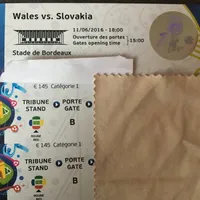 Wales vs. Slovakia
11/06/2016 - 18:00
Ouverture des portes
Gates opening time
15:00
Stade de Bordeaux
€ 145 Catégorie 1
TRIBUNE
STAND
PORTE
GATE
B
€ 145 Catégorie 1
TRIBUNE
STAND
PORTE
GATE
B